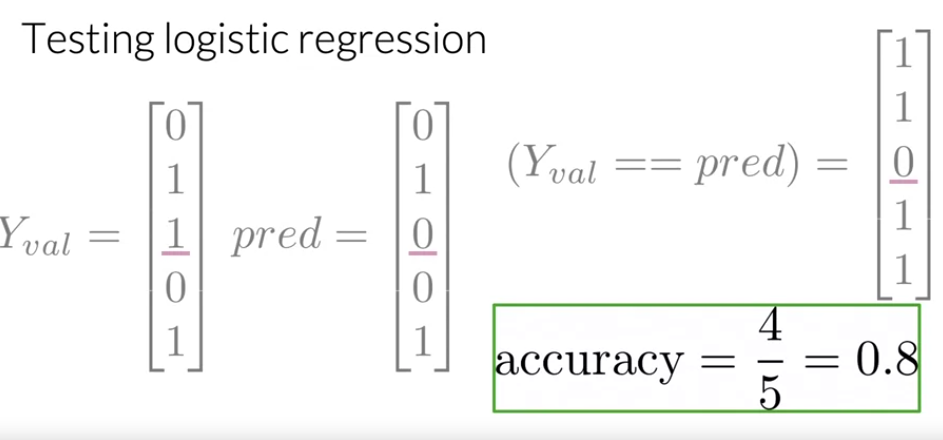 Testing logistic regression
Y_val = [0 1 1 0 1] pred = [0 1 0 0 1]
(Y_val == pred) = [1 1 0 1 1]
accuracy = 4/5 = 0.8